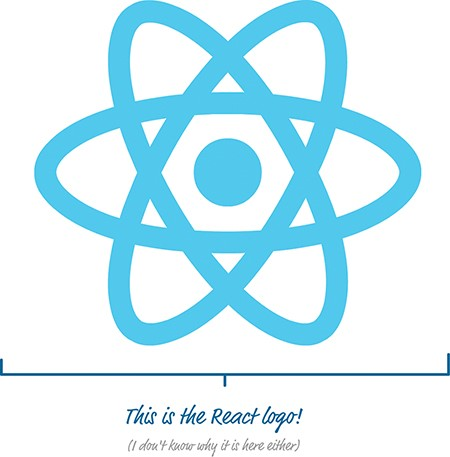 This is the React logo!
(I don't know why it is here either)